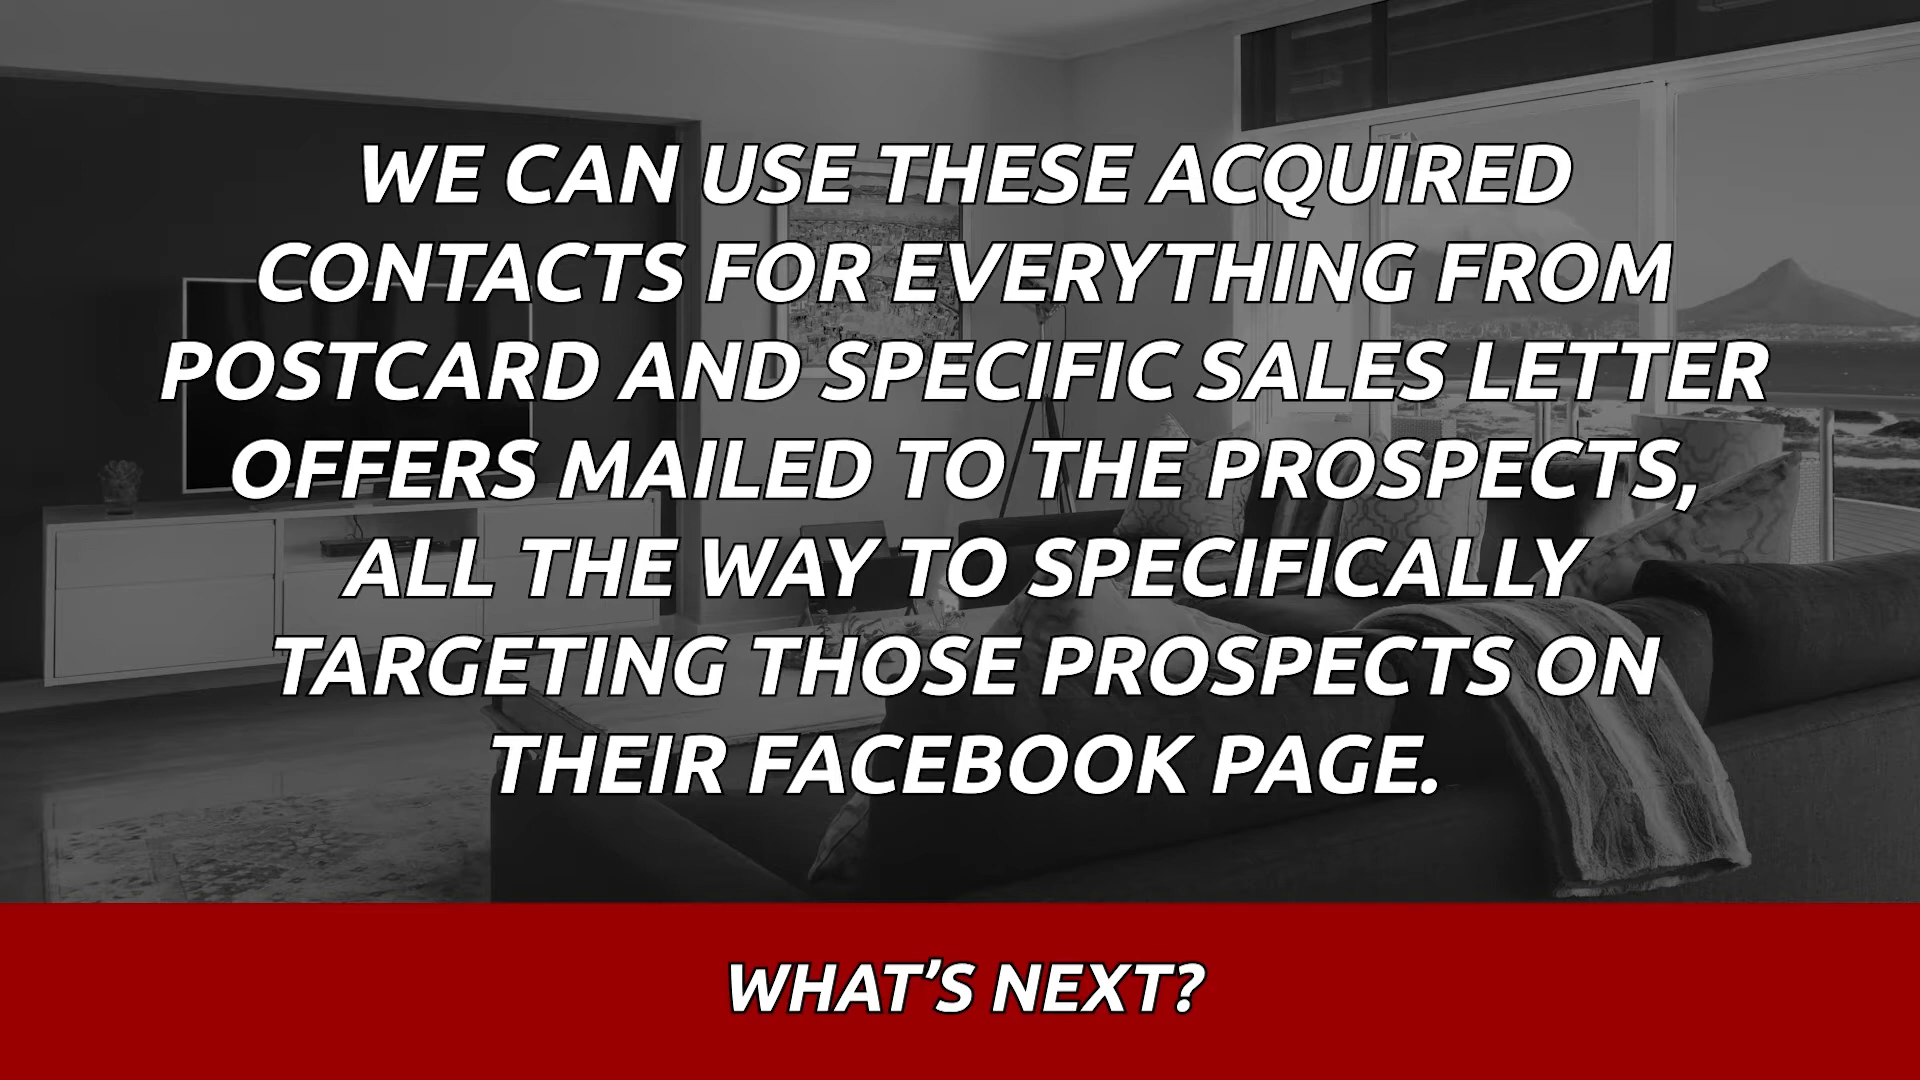 WE CAN USE THESE ACQUIRED
CONTACTS FOR EVERYTHING FROM
POSTCARD AND SPECIFIC SALES LETTER
OFFERS MAILED TO THE PROSPECTS,
ALL THE WAY TO SPECIFICALLY
TARGETING THOSE PROSPECTS ON
THEIR FACEBOOK PAGE.
WHAT’S NEXT?